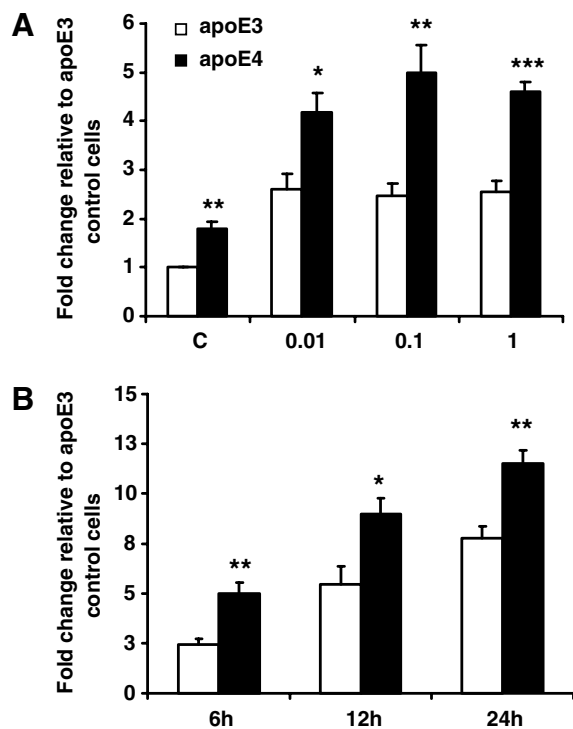 A
apoE3
apoE4
Fold change relative to apoE3
control cells
6
5
4
3
2
1
0
**
*
**
***
C 0.01 0.1 1
B
Fold change relative to apoE3
control cells
15
13
10
8
5
3
0
**
*
**
6h 12h 24h